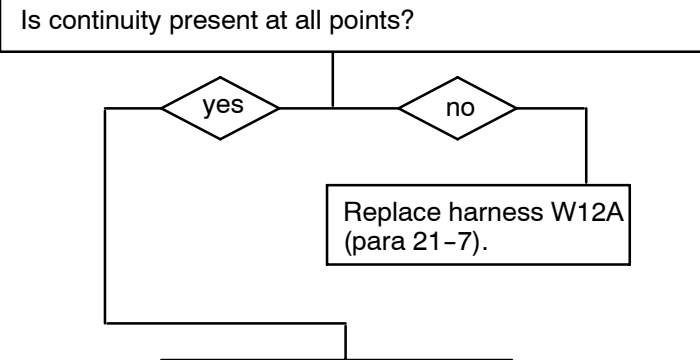 Is continuity present at all points?
yes
no
Replace harness W12A
(para 21-7).